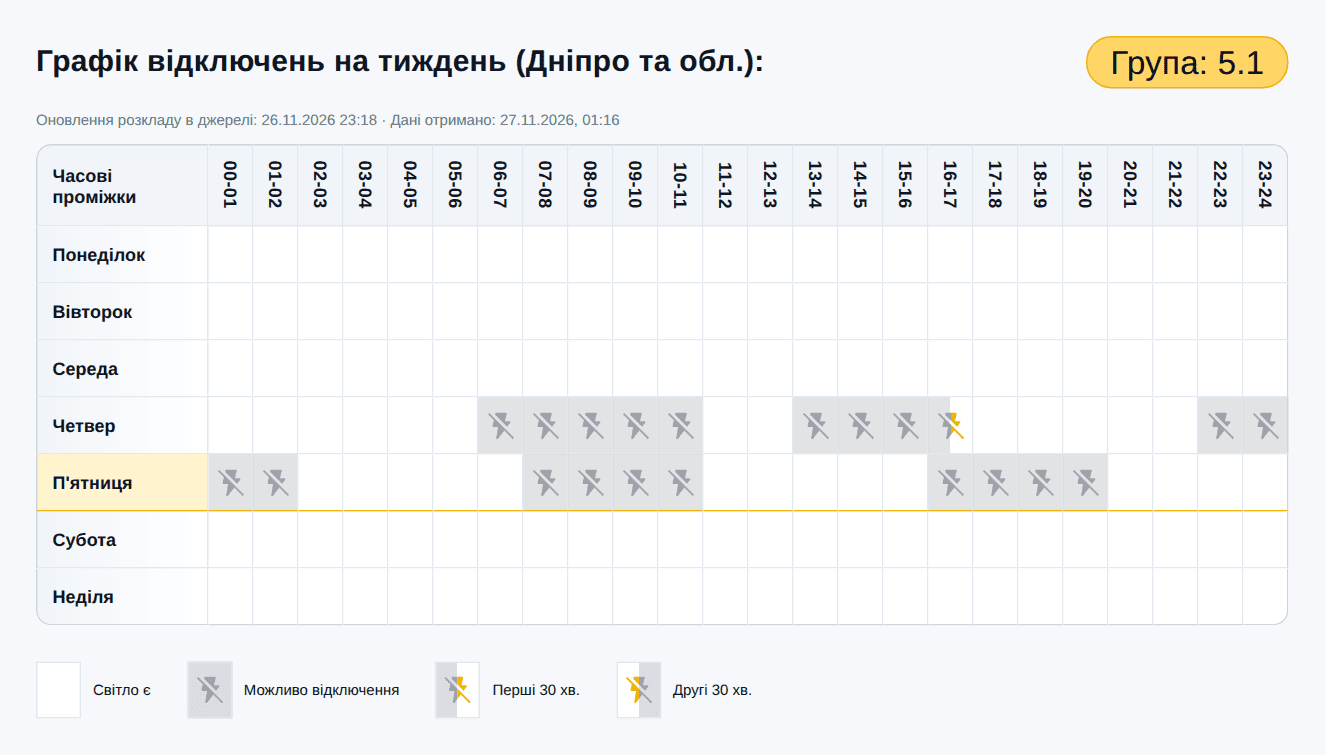 Графік відключень на тиждень (Дніпро та обл.):
Група: 5.1
Оновлення розкладу в джерелі: 26.11.2026 23:18 · Дані отримано: 27.11.2026, 01:16
Часові
проміжки
00-01
01-02
02-03
03-04
04-05
05-06
06-07
07-08
08-09
09-10
10-11
11-12
12-13
13-14
14-15
15-16
16-17
17-18
18-19
19-20
20-21
21-22
22-23
23-24
Понеділок
Вівторок
Середа
Четвер
П'ятниця
Субота
Неділя
Світло є
Можливо відключення
Перші 30 хв.
Другі 30 хв.